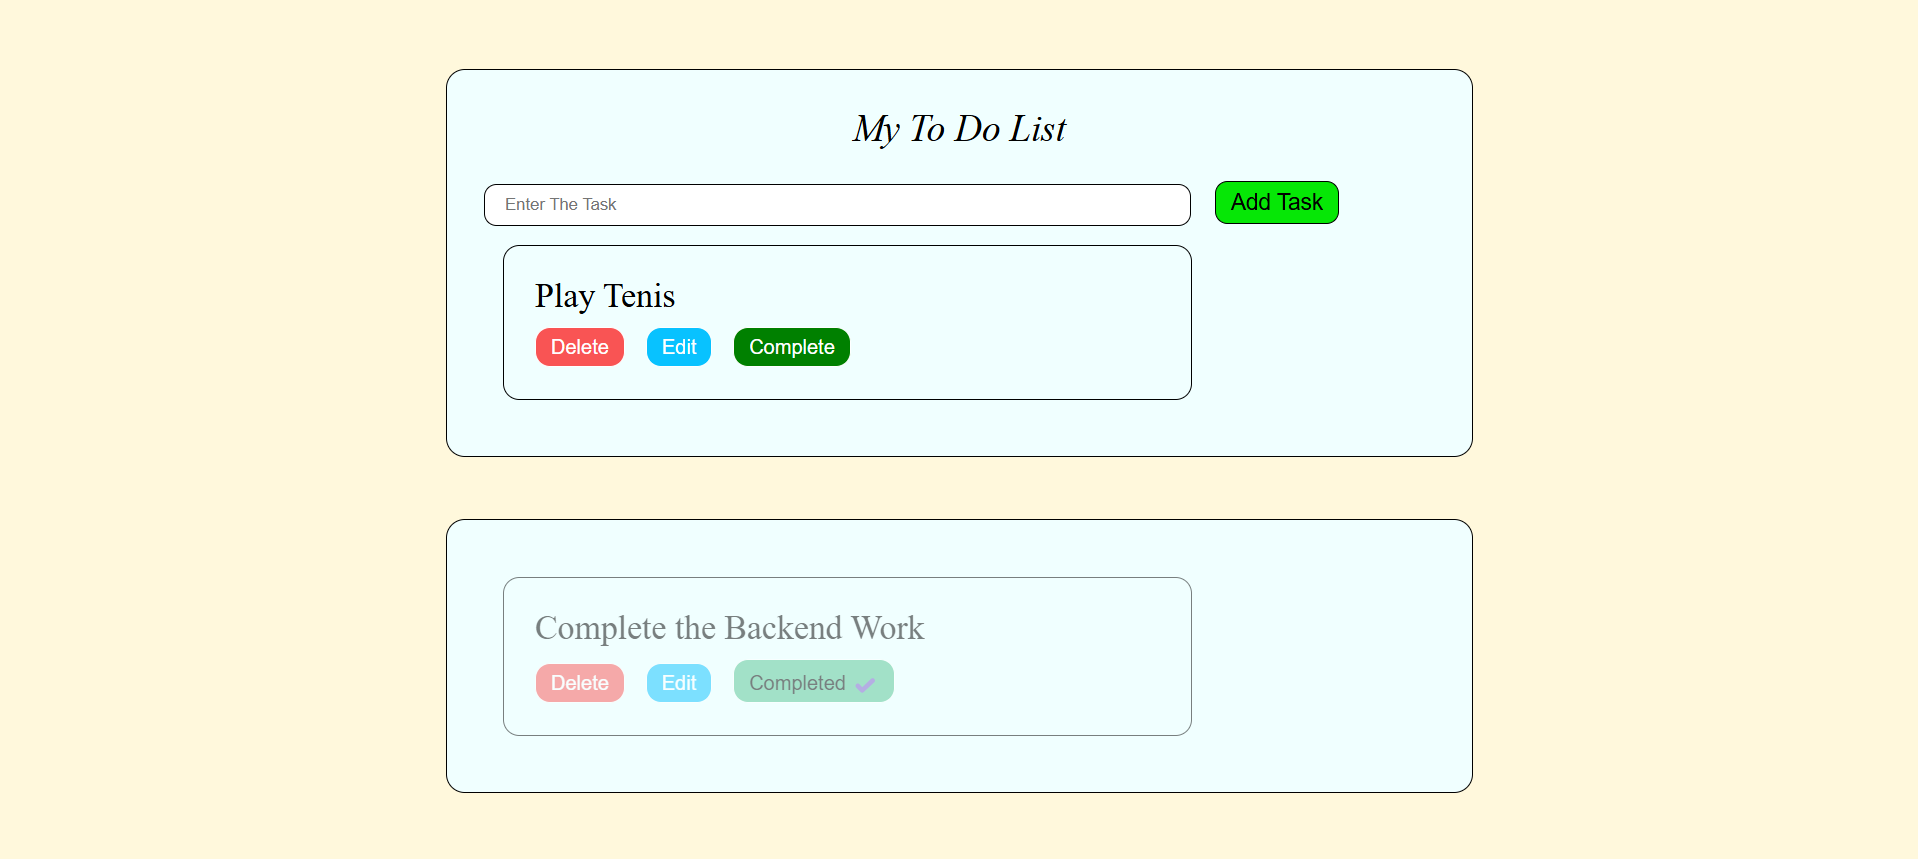 My To Do List
Enter The Task
Add Task
Play Tenis
Delete Edit Complete
Complete the Backend Work
Delete Edit Completed